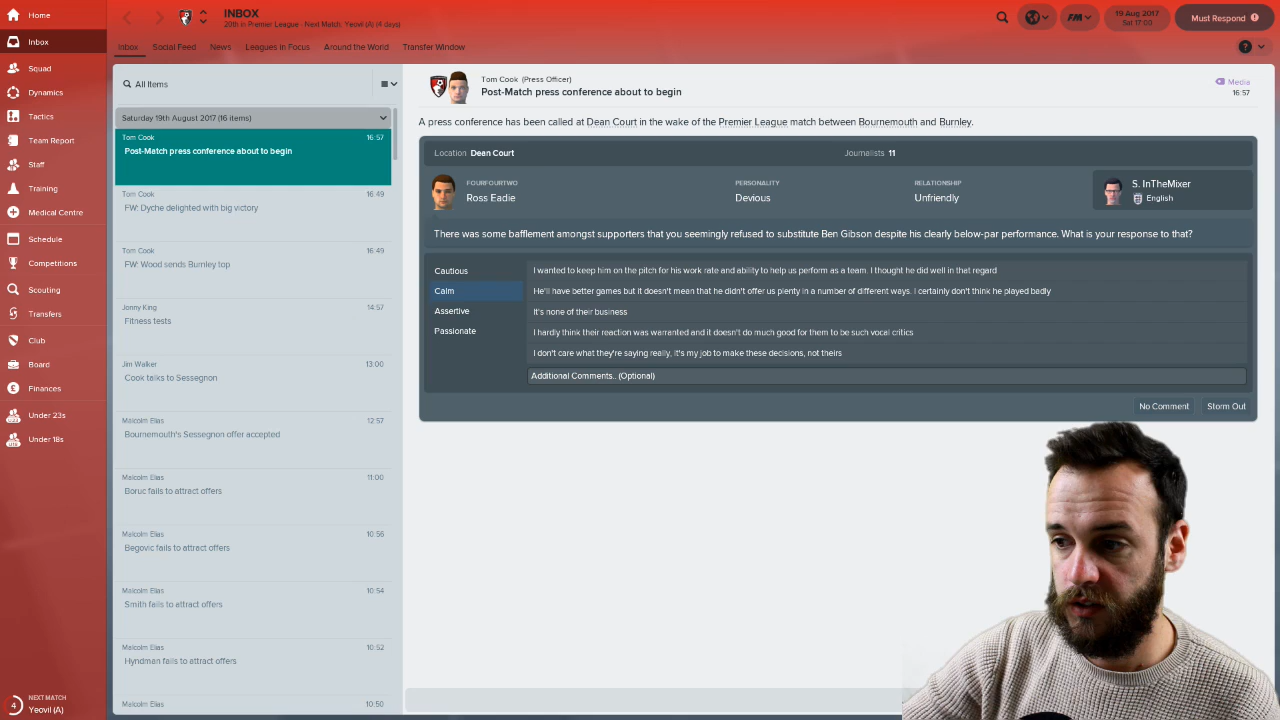 Home
Inbox
Squad
Dynamics
Tactics
Team Report
Staff
Training
Medical Centre
Schedule
Competitions
Scouting
Transfers
Club
Board
Finances
Under 23s
Under 18s
4
NEXT MATCH
Yeovil (A)
INBOX
20th in Premier League - Next Match: Yeovil (A) (4 days)
FM
19 Aug 2017
Sat 17:00
Must Respond
Inbox Social Feed News Leagues in Focus Around the World Transfer Window
?
All Items
Saturday 19th August 2017 (16 items)
Tom Cook 16:57
Post-Match press conference about to begin
Tom Cook 16:49
FW: Dyche delighted with big victory
Tom Cook 16:49
FW: Wood sends Burnley top
Jonny King 14:57
Fitness tests
Jim Walker 13:00
Cook talks to Sessegnon
Malcolm Elias 12:57
Bournemouth's Sessegnon offer accepted
Malcolm Elias 11:00
Boruc fails to attract offers
Malcolm Elias 10:56
Begovic fails to attract offers
Malcolm Elias 10:54
Smith fails to attract offers
Malcolm Elias 10:52
Hyndman fails to attract offers
Malcolm Elias 10:50
Tom Cook (Press Officer)
Post-Match press conference about to begin
Media
16:57
A press conference has been called at Dean Court in the wake of the Premier League match between Bournemouth and Burnley.
Location Dean Court Journalists 11
FOURFOURTWO
Ross Eadie
PERSONALITY
Devious
RELATIONSHIP
Unfriendly
S. InTheMixer
English
There was some bafflement amongst supporters that you seemingly refused to substitute Ben Gibson despite his clearly below-par performance. What is your response to that?
Cautious
Calm
Assertive
Passionate
I wanted to keep him on the pitch for his work rate and ability to help us perform as a team. I thought he did well in that regard
He'll have better games but it doesn't mean that he didn't offer us plenty in a number of different ways. I certainly don't think he played badly
It's none of their business
I hardly think their reaction was warranted and it doesn't do much good for them to be such vocal critics
I don't care what they're saying really, it's my job to make these decisions, not theirs
Additional Comments.. (Optional)
No Comment Storm Out